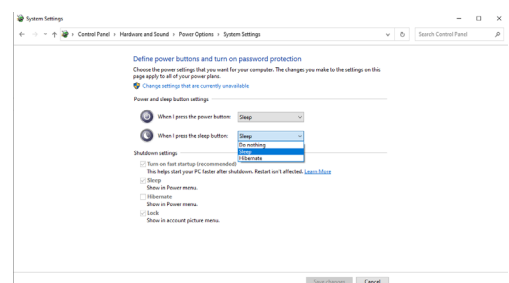 System Settings
Control Panel › Hardware and Sound › Power Options › System Settings
Search Control Panel
Define power buttons and turn on password protection
Choose the power settings that you want for your computer. The changes you make to the settings on this
page apply to all of your power plans.
Change settings that are currently unavailable
Power and sleep button settings
When I press the power button: Sleep
When I press the sleep button: Sleep
Do nothing
Sleep
Hibernate
Shutdown settings
Turn on fast startup (recommended)
This helps start your PC faster after shutdown. Restart isn't affected. Learn More
Sleep
Show in Power menu.
Hibernate
Show in Power menu.
Lock
Show in account picture menu.
Save changes Cancel